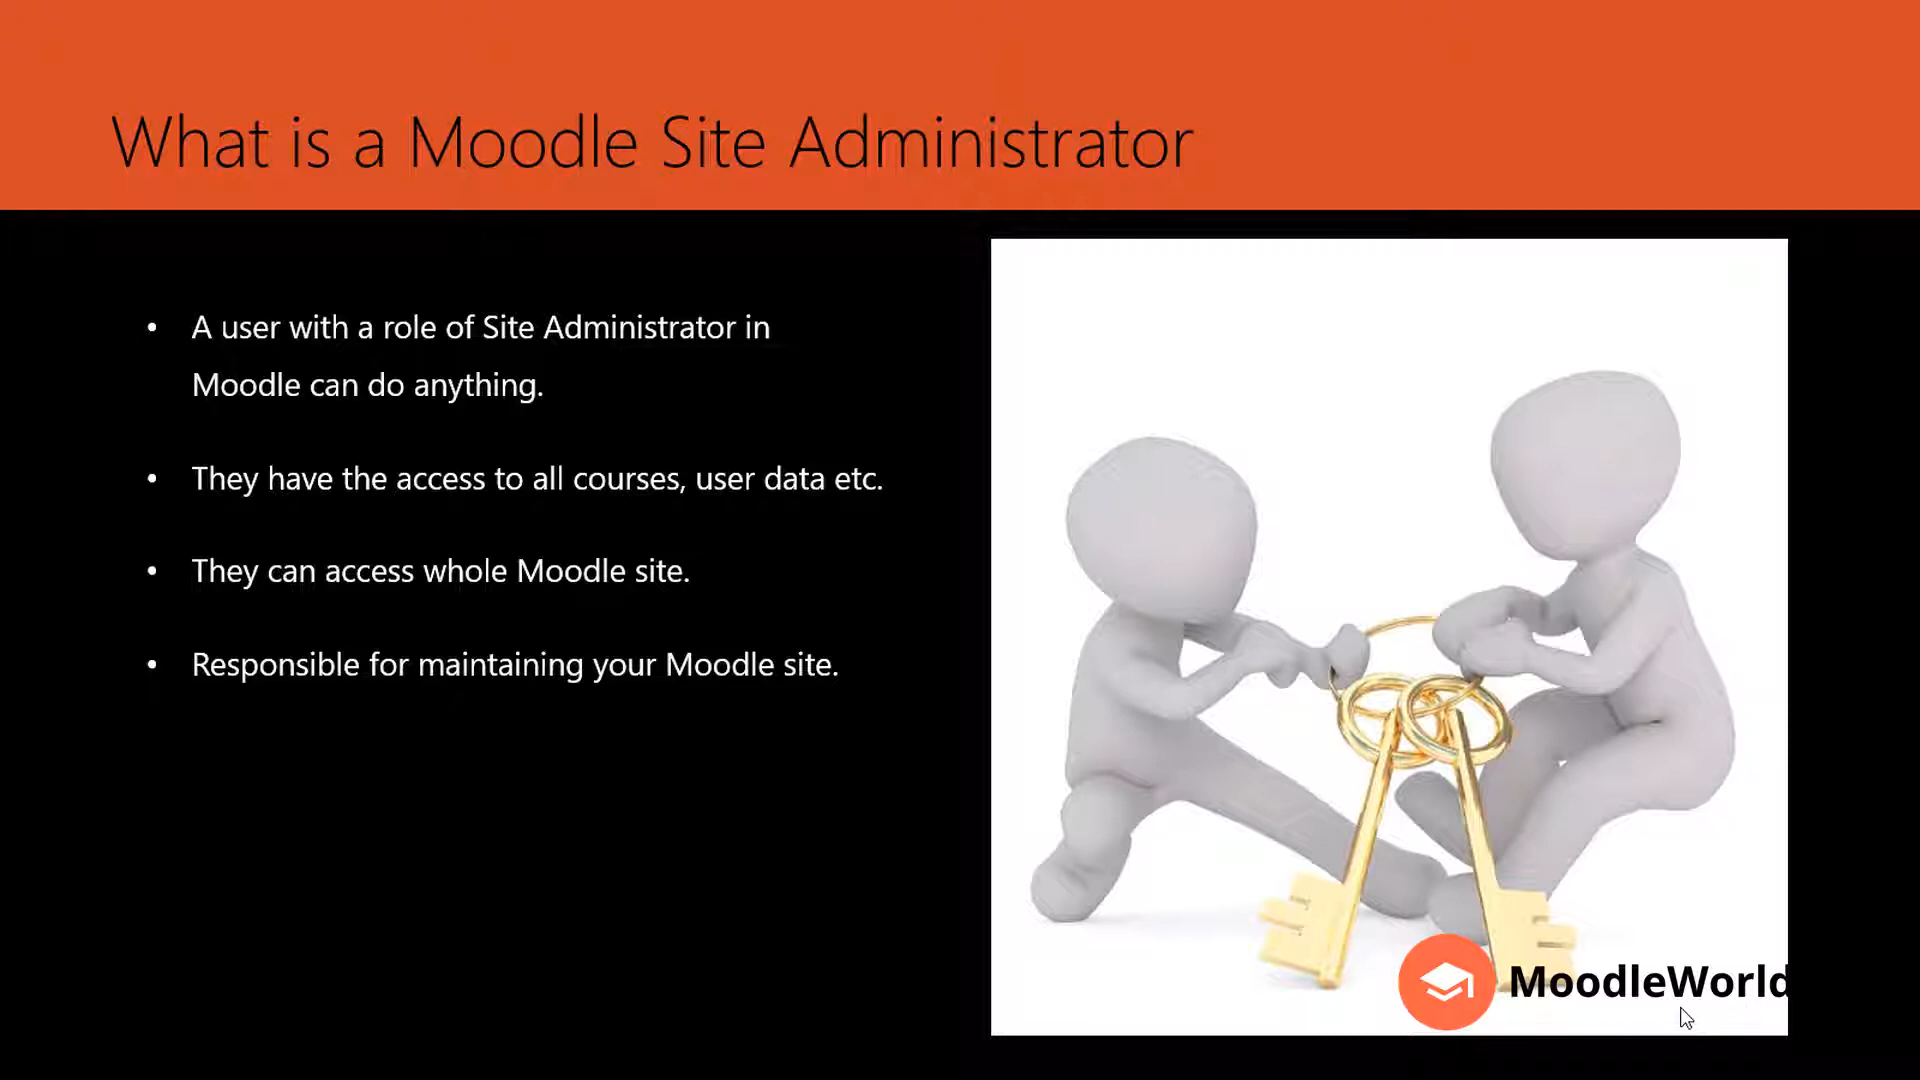 What is a Moodle Site Administrator
• A user with a role of Site Administrator in
Moodle can do anything.
• They have the access to all courses, user data etc.
• They can access whole Moodle site.
• Responsible for maintaining your Moodle site.
MoodleWorld